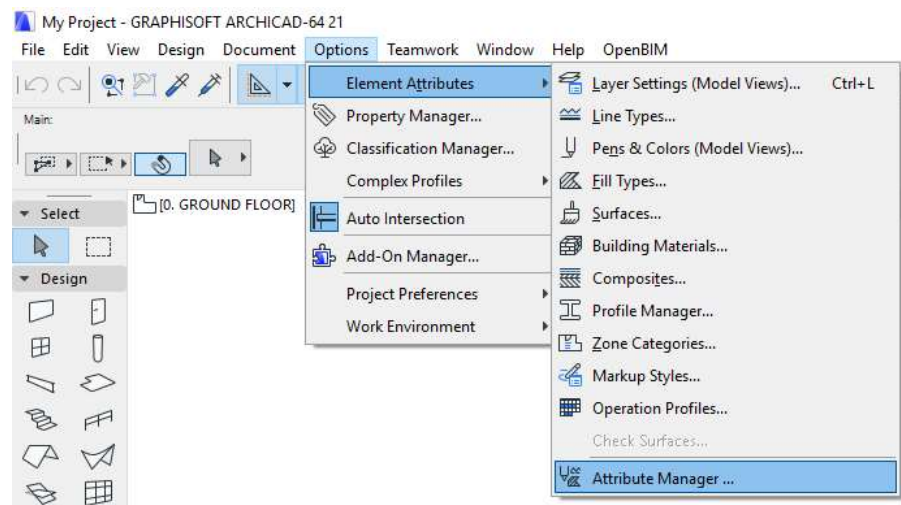 My Project - GRAPHISOFT ARCHICAD-64 21
File Edit View Design Document Options Teamwork Window Help OpenBIM
Main:
Select
Design
[0. GROUND FLOOR]
Element Attributes
Property Manager...
Classification Manager...
Complex Profiles
Auto Intersection
Add-On Manager...
Project Preferences
Work Environment
Layer Settings (Model Views)... Ctrl+L
Line Types...
Pens & Colors (Model Views)...
Fill Types...
Surfaces...
Building Materials...
Composites...
Profile Manager...
Zone Categories...
Markup Styles...
Operation Profiles...
Check Surfaces...
Attribute Manager ...